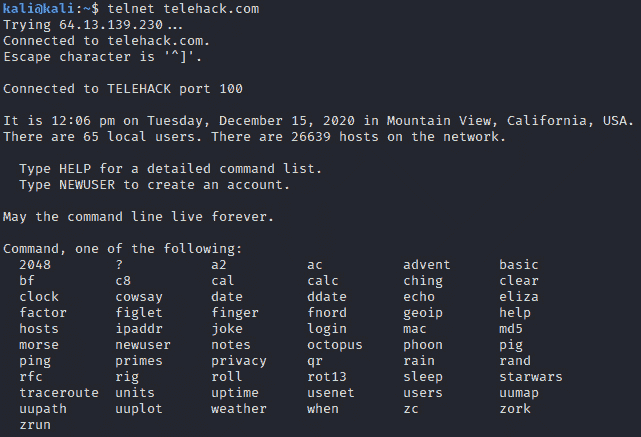 kali@kali:~$ telnet telehack.com
Trying 64.13.139.230...
Connected to telehack.com.
Escape character is '^]'.
Connected to TELEHACK port 100
It is 12:06 pm on Tuesday, December 15, 2020 in Mountain View, California, USA.
There are 65 local users. There are 26639 hosts on the network.
Type HELP for a detailed command list.
Type NEWUSER to create an account.
May the command line live forever.
Command, one of the following:
2048 ? a2 ac advent basic
bf c8 cal calc ching clear
clock cowsay date ddate echo eliza
factor figlet finger fnord geoip help
hosts ipaddr joke login mac md5
morse newuser notes octopus phoon pig
ping primes privacy qr rain rand
rfc rig roll rot13 sleep starwars
traceroute units uptime usenet users uumap
uupath uuplot weather when zc zork
zrun